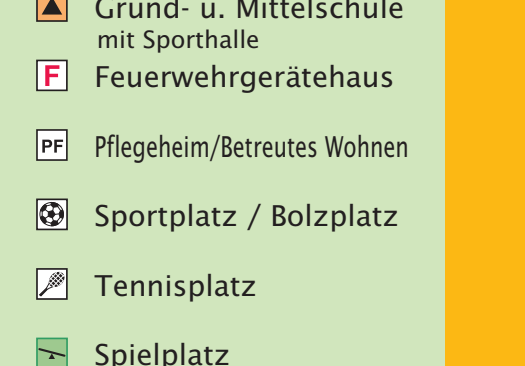 Grund- u. Mittelschule
mit Sporthalle
F Feuerwehrgerätehaus
PF Pflegeheim/Betreutes Wohnen
Sportplatz / Bolzplatz
Tennisplatz
Spielplatz